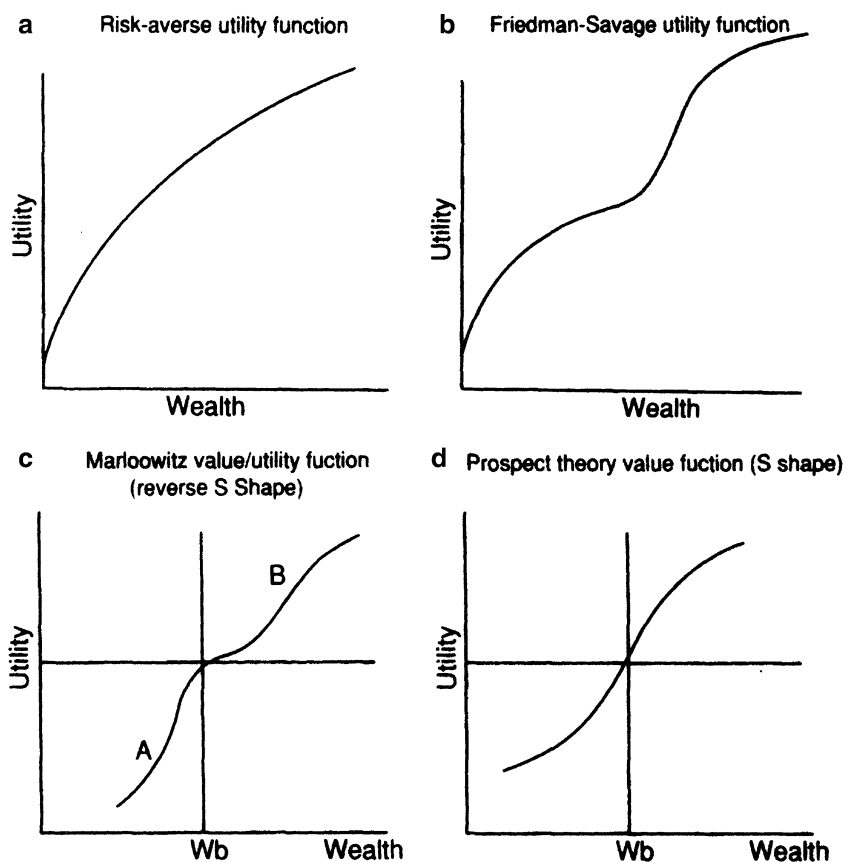 a Risk-averse utility function
Utility
Wealth
b Friedman-Savage utility function
Utility
Wealth
c Marloowitz value/utility fuction
(reverse S Shape)
Utility
A
B
Wb Wealth
d Prospect theory value fuction (S shape)
Utility
Wb Wealth